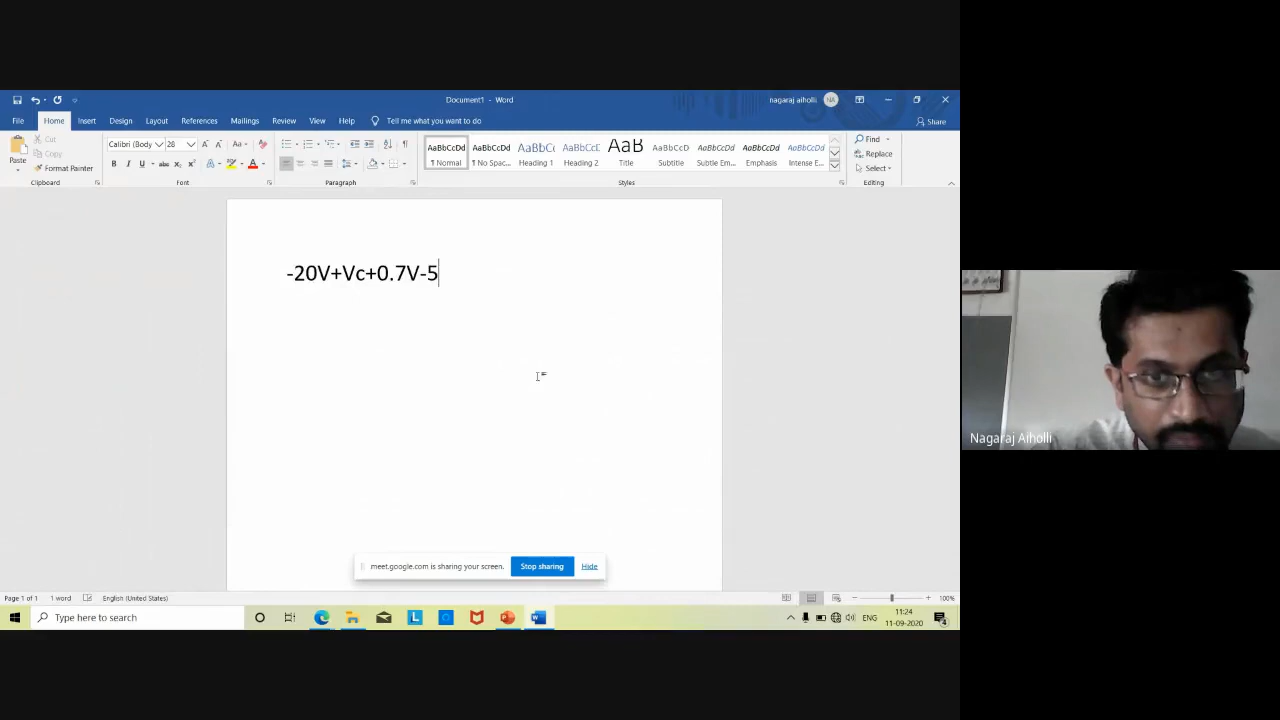 Document1 - Word
nagaraj aiholli
NA
File
Home
Insert
Design
Layout
References
Mailings
Review
View
Help
Tell me what you want to do
Share
Paste
Cut
Copy
Format Painter
Clipboard
Calibri (Body
28
Font
Paragraph
AaBbCcDd
¶ Normal
AaBbCcDd
¶ No Spac...
AaBbCc
Heading 1
AaBbCcC
Heading 2
AaB
Title
AaBbCcD
Subtitle
AaBbCcDd
Subtle Em...
AaBbCcDd
Emphasis
AaBbCcDd
Intense E...
Styles
Find
Replace
Select
Editing
-20V+Vc+0.7V-5
Nagaraj Aiholli
meet.google.com is sharing your screen.
Stop sharing
Hide
Page 1 of 1
1 word
English (United States)
100%
Type here to search
ENG
11:24
11-09-2020